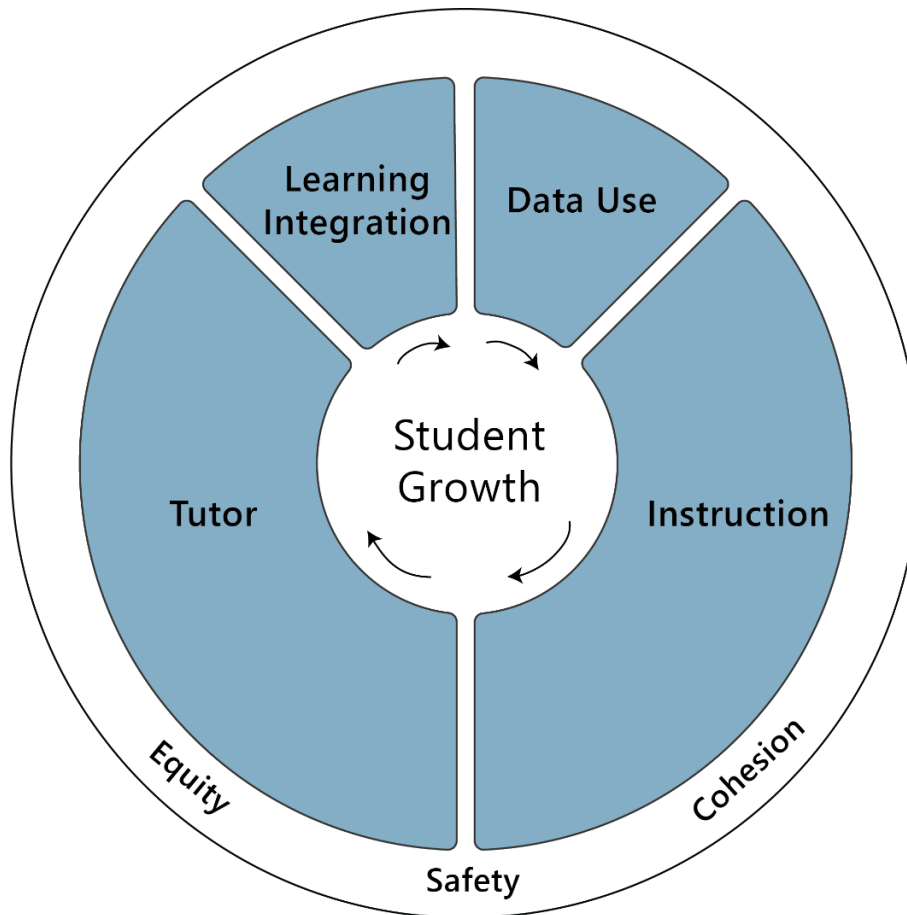 Learning
Integration
Data Use
Student
Growth
Tutor
Instruction
Equity
Safety
Cohesion